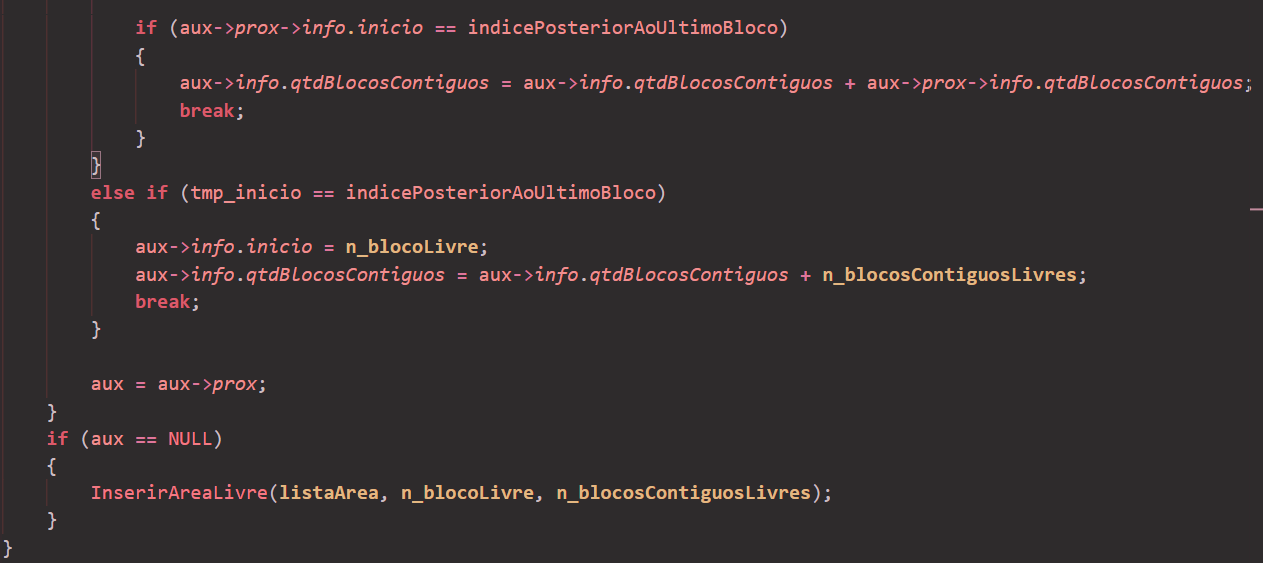 if (aux->prox->info.inicio == indicePosteriorAoUltimoBloco)
{
aux->info.qtdBlocosContiguos = aux->info.qtdBlocosContiguos + aux->prox->info.qtdBlocosContiguos;
break;
}
}
else if (tmp_inicio == indicePosteriorAoUltimoBloco)
{
aux->info.inicio = n_blocoLivre;
aux->info.qtdBlocosContiguos = aux->info.qtdBlocosContiguos + n_blocosContiguosLivres;
break;
}
aux = aux->prox;
}
if (aux == NULL)
{
InserirAreaLivre(listaArea, n_blocoLivre, n_blocosContiguosLivres);
}
}